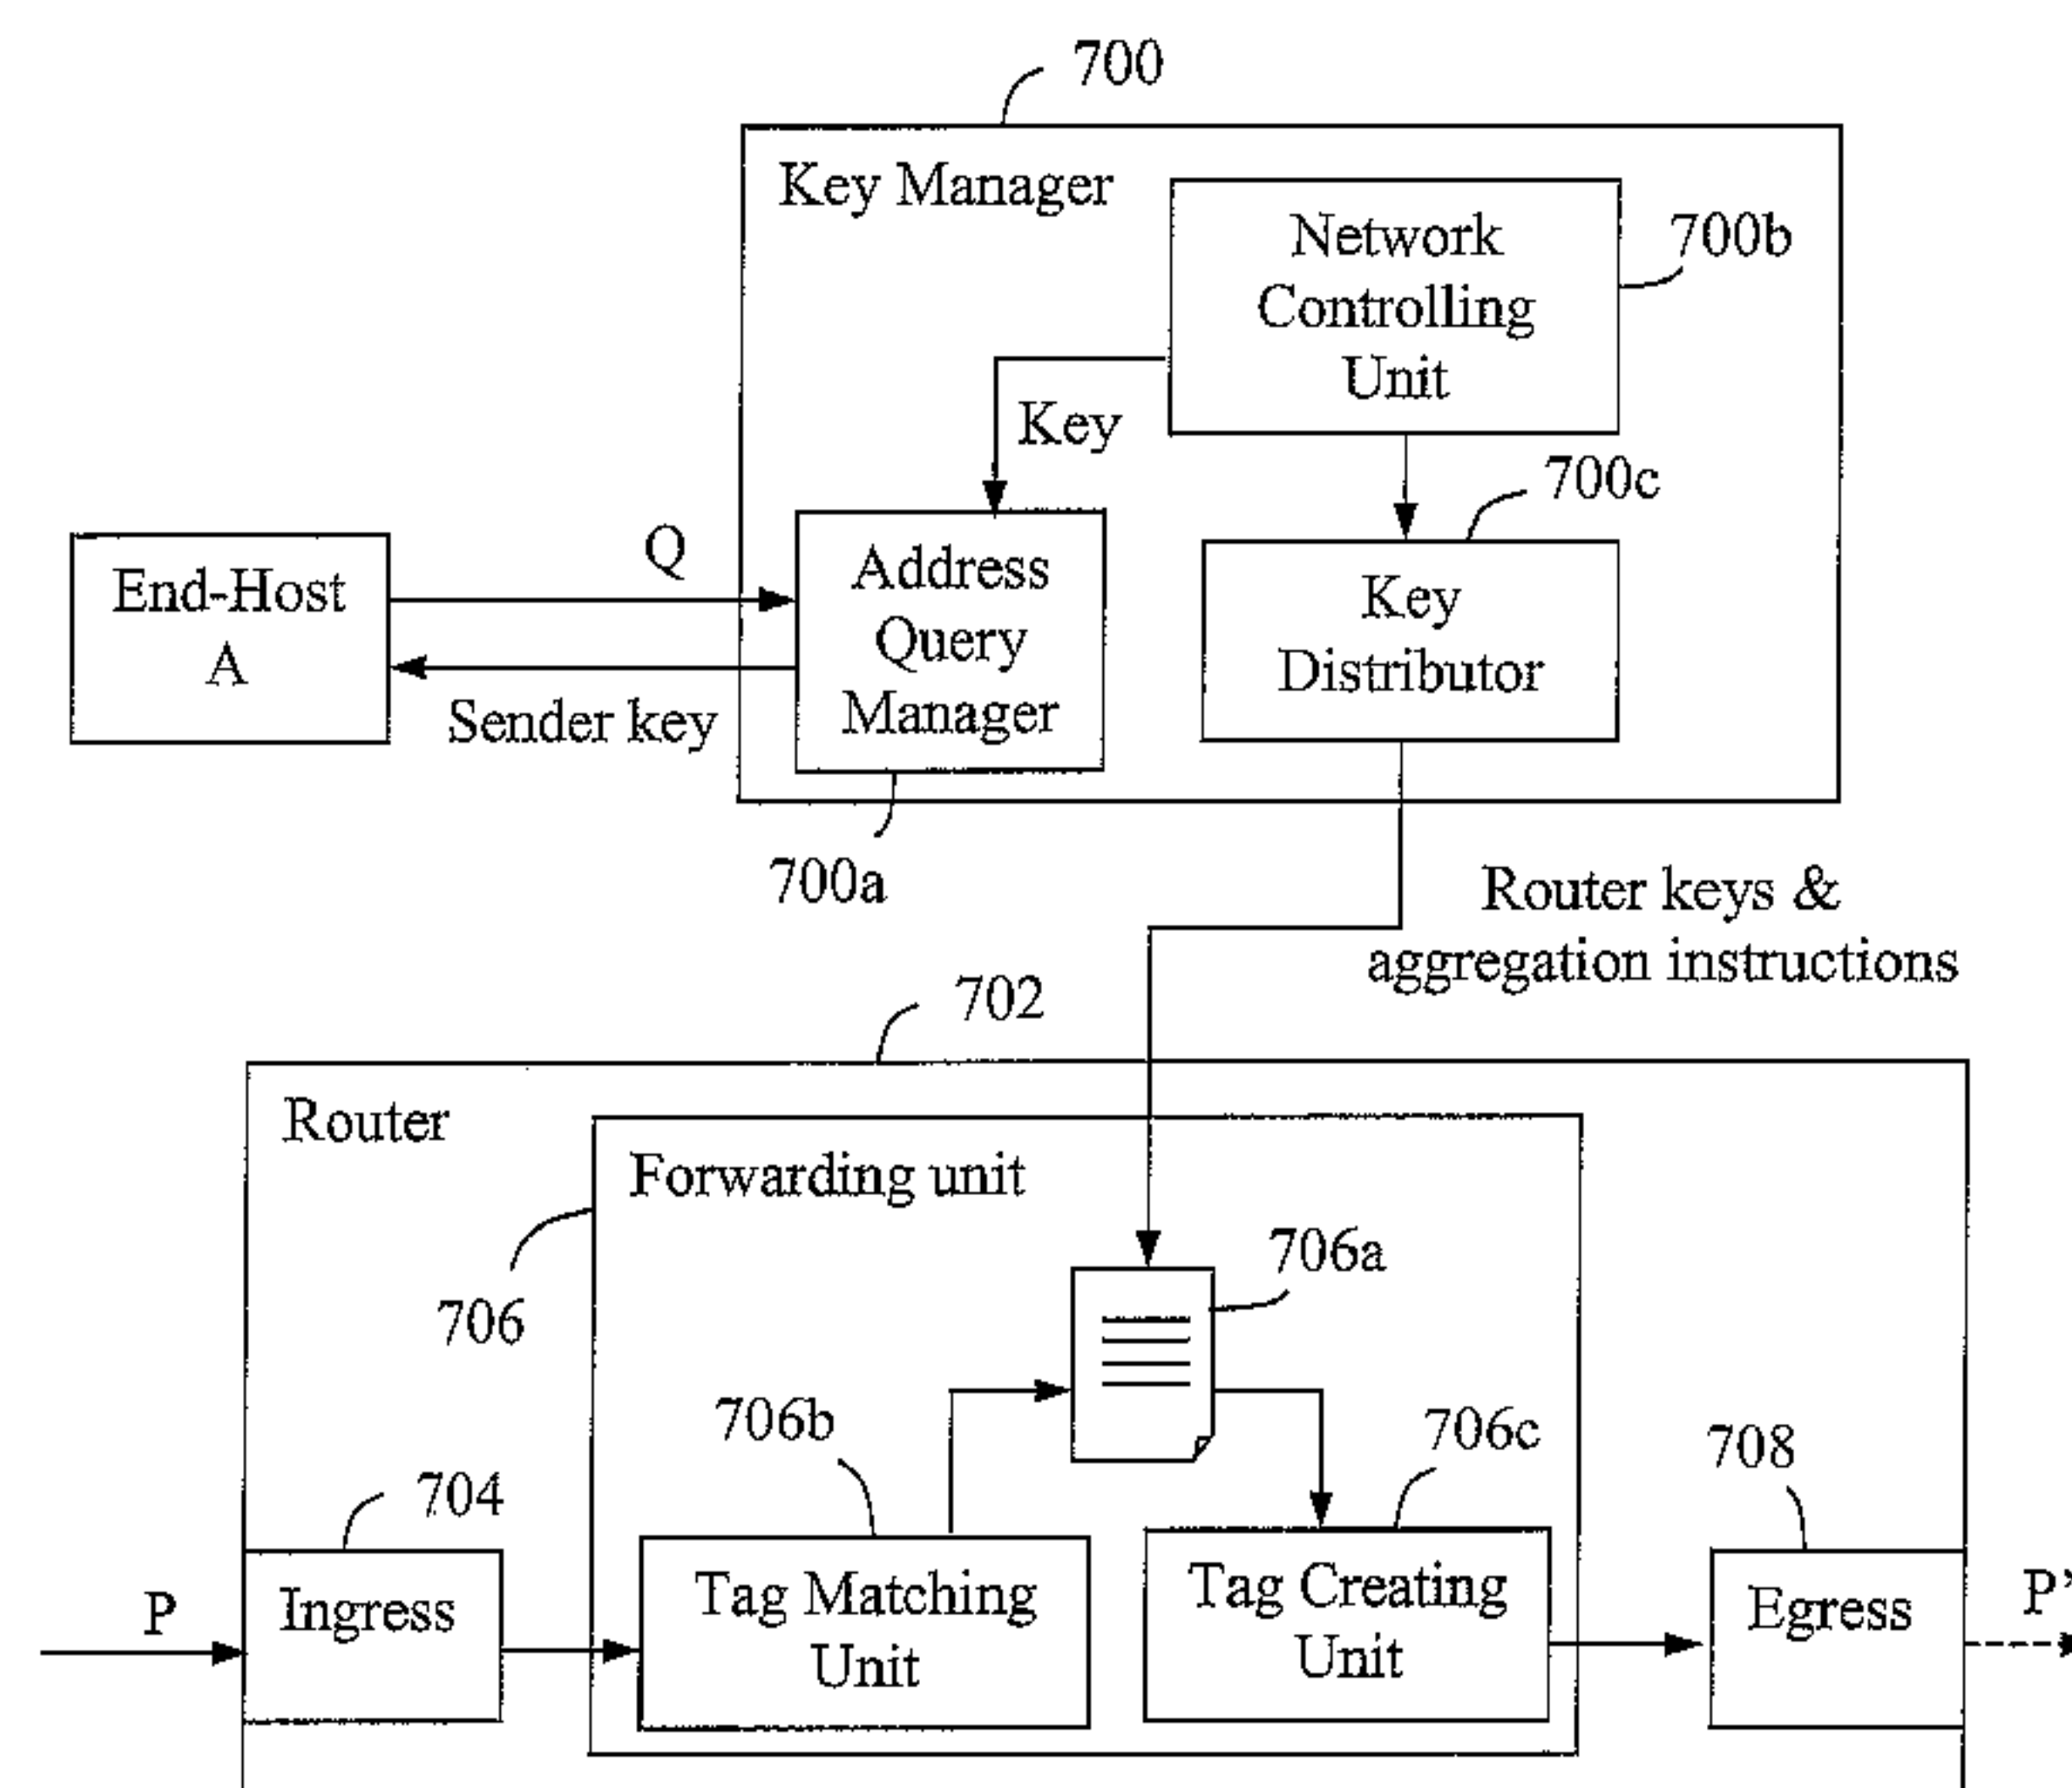 700
Key Manager
Network
Controlling
Unit
700b
Key
700c
End-Host
A
Q
Sender key
Address
Query
Manager
Key
Distributor
700a
Router keys &
aggregation instructions
702
Router
Forwarding unit
706
706a
706b
706c
704
708
P
Ingress
Tag Matching
Unit
Tag Creating
Unit
Egress
P’